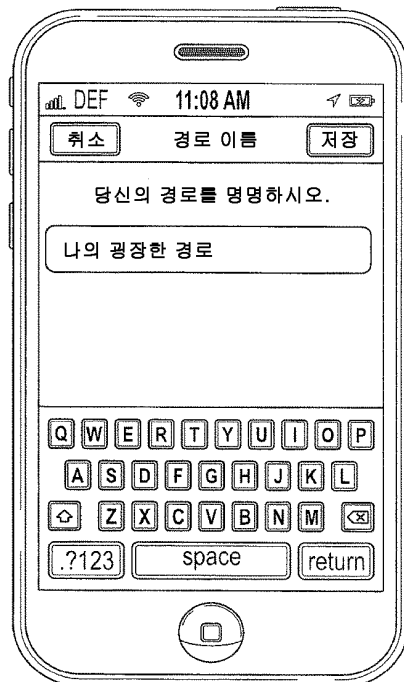 DEF 11:08 AM
취소 경로 이름 저장
당신의 경로를 명명하시오.
나의 굉장한 경로
Q W E R T Y U I O P
A S D F G H J K L
Z X C V B N M
.?123 space return